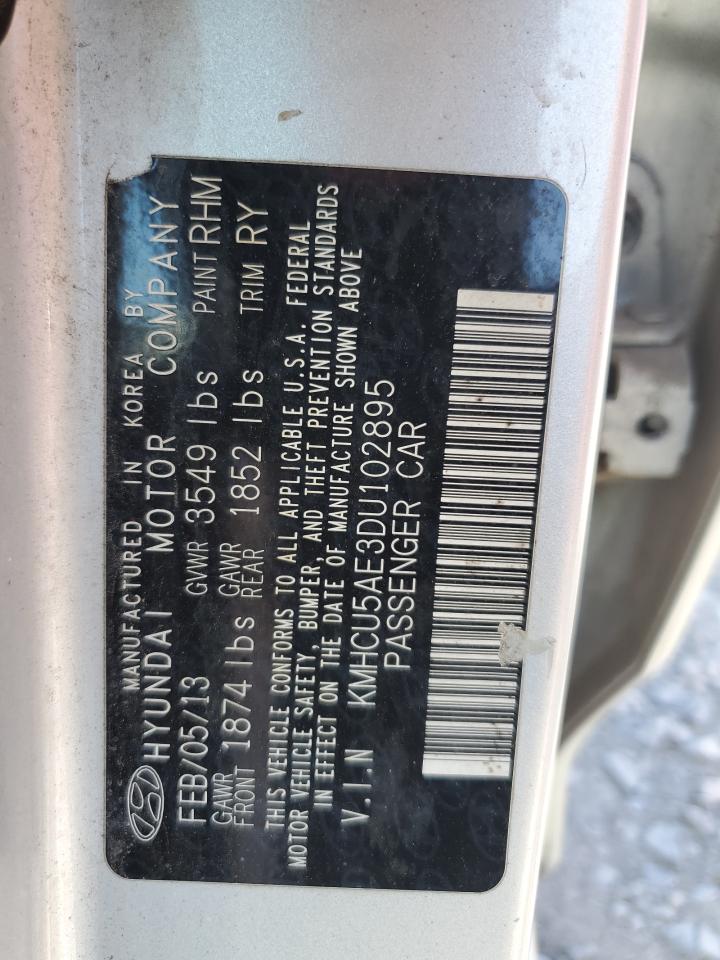 MANUFACTURED IN KOREA BY
HYUNDAI MOTOR COMPANY
FEB/05/13 GVWR 3549 lbs PAINT RHM
GAWR FRONT 1874 lbs GAWR REAR 1852 lbs TRIM RY
THIS VEHICLE CONFORMS TO ALL APPLICABLE U.S.A. FEDERAL
MOTOR VEHICLE SAFETY, BUMPER, AND THEFT PREVENTION STANDARDS
IN EFFECT ON THE DATE OF MANUFACTURE SHOWN ABOVE
V.I.N KMHCU5AE3DU102895
PASSENGER CAR